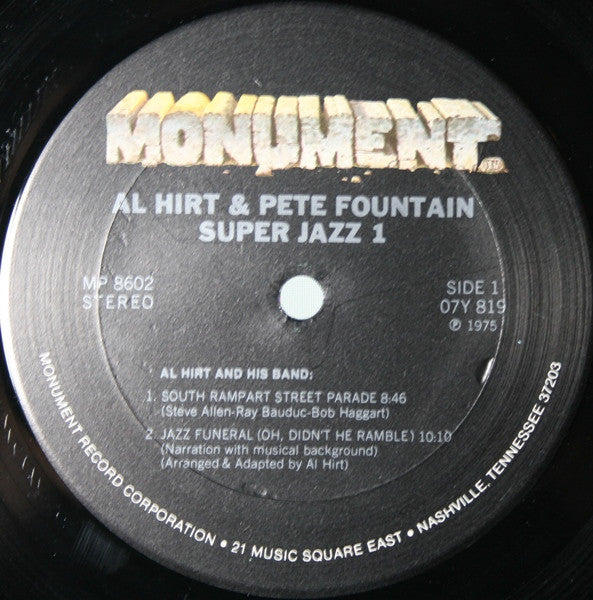 MONUMENT
AL HIRT & PETE FOUNTAIN
SUPER JAZZ 1
MP 8602
STEREO
SIDE 1
07Y 819
℗ 1975
AL HIRT AND HIS BAND:
1. SOUTH RAMPART STREET PARADE 8:46
(Steve Allen-Ray Bauduc-Bob Haggart)
2. JAZZ FUNERAL (OH, DIDN'T HE RAMBLE) 10:10
(Narration with musical background)
(Arranged & Adapted by Al Hirt)
MONUMENT RECORD CORPORATION • 21 MUSIC SQUARE EAST • NASHVILLE, TENNESSEE 37203